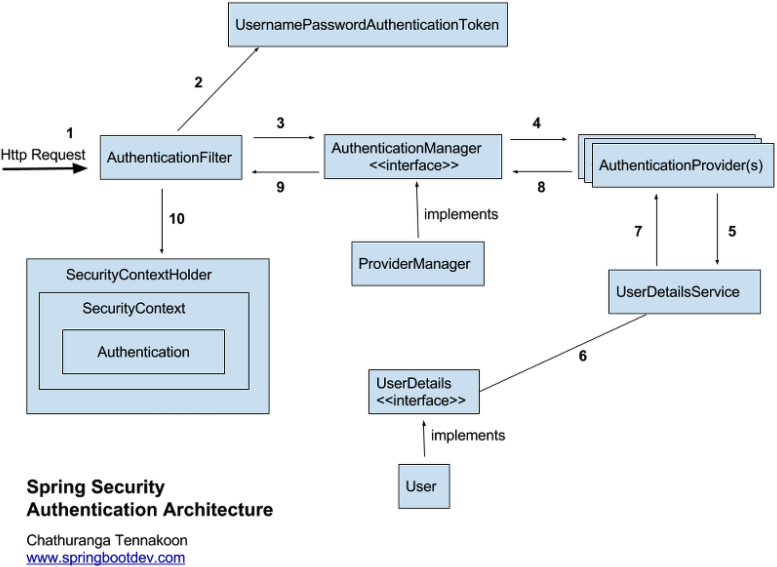 UsernamePasswordAuthenticationToken
2
1
3
4
Http Request
AuthenticationFilter
AuthenticationManager
<<interface>>
AuthenticationProvider(s)
9
8
10
implements
7
5
SecurityContextHolder
ProviderManager
SecurityContext
UserDetailsService
Authentication
6
UserDetails
<<interface>>
implements
User
Spring Security
Authentication Architecture
Chathuranga Tennakoon
www.springbootdev.com